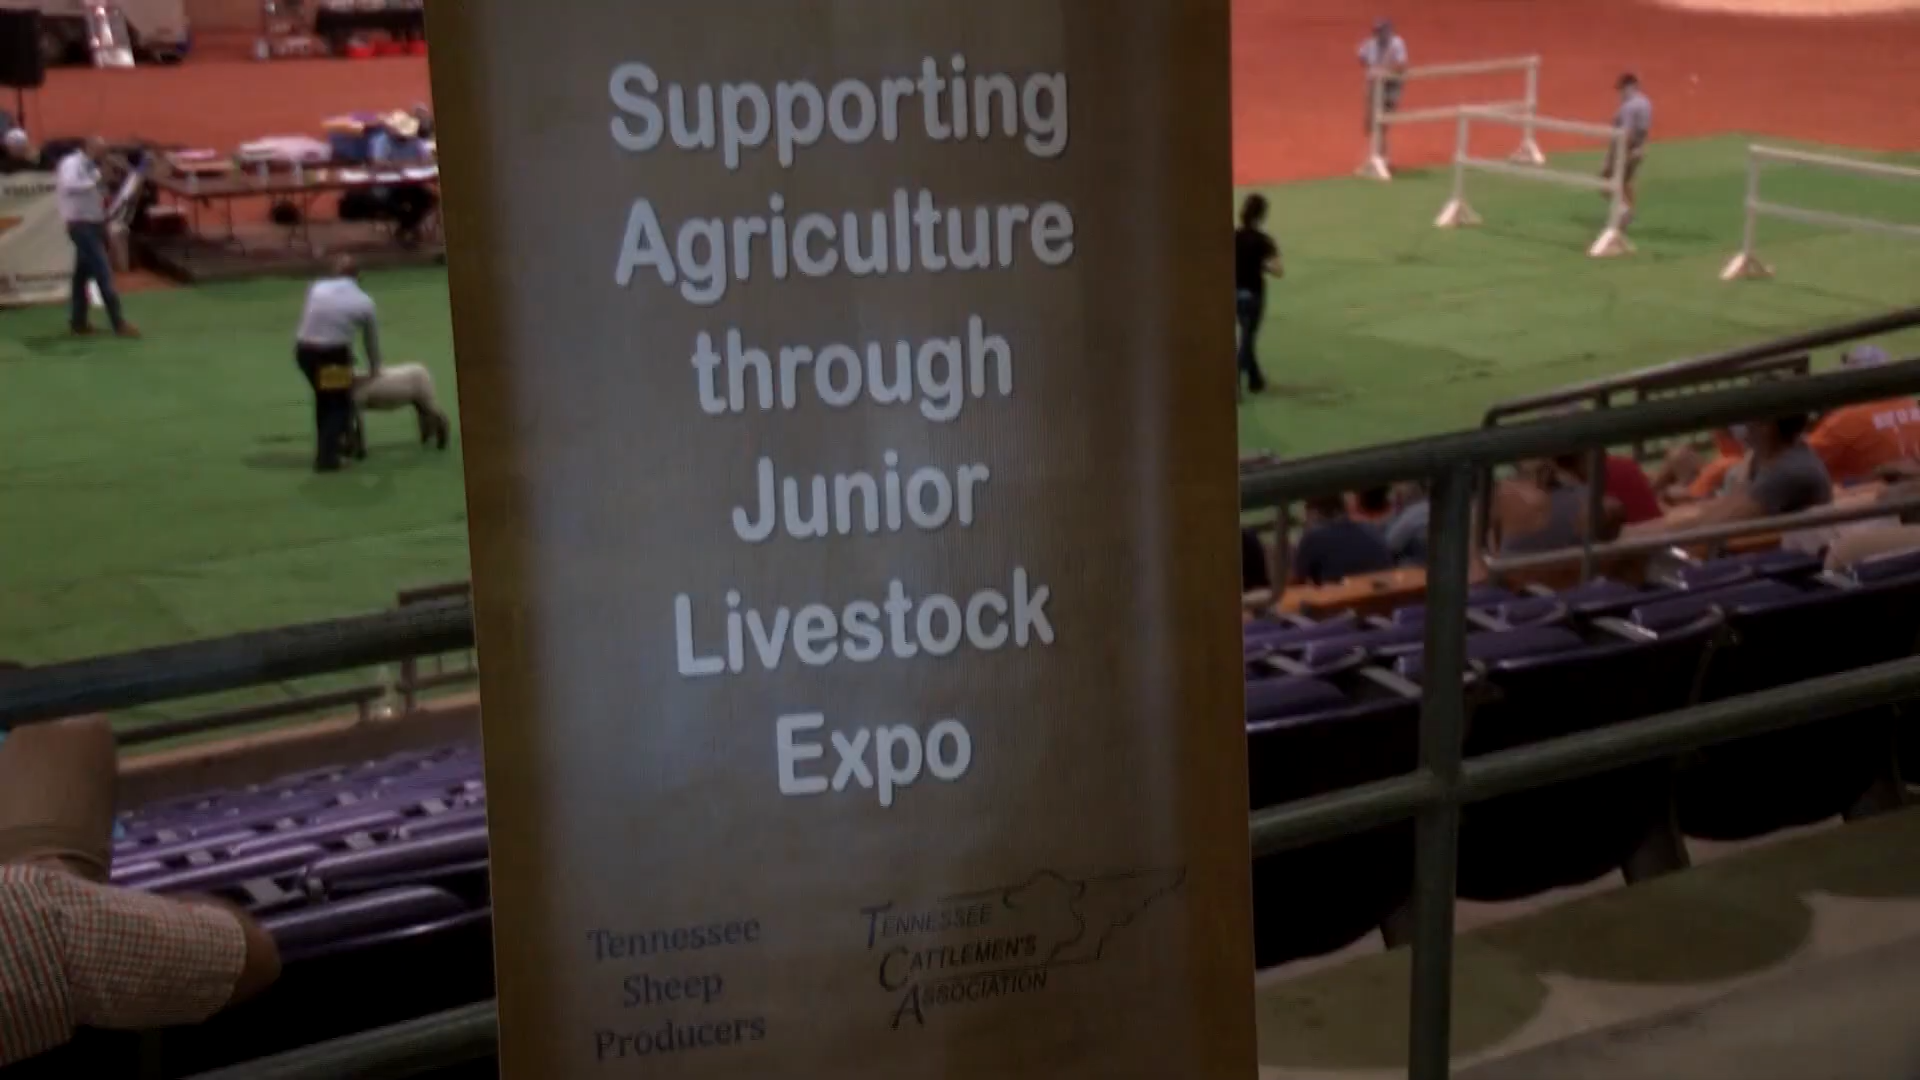 Supporting
Agriculture
through
Junior
Livestock
Expo
Tennessee
Sheep
Producers
TENNESSEE
CATTLEMEN'S
ASSOCIATION